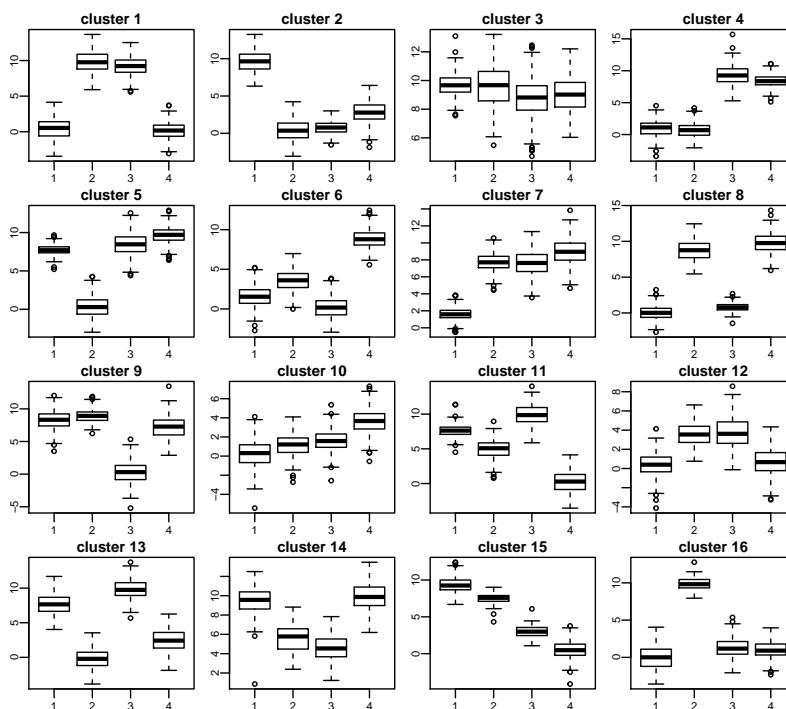 cluster 1 cluster 2 cluster 3 cluster 4
0 5 10 0 5 10 6 8 10 12 0 5 10 15
1 2 3 4 1 2 3 4 1 2 3 4 1 2 3 4
cluster 5 cluster 6 cluster 7 cluster 8
0 5 10 0 5 10 0 2 4 6 8 0 5 10 15
1 2 3 4 1 2 3 4 1 2 3 4 1 2 3 4
cluster 9 cluster 10 cluster 11 cluster 12
-5 0 5 10 -4 0 2 4 6 0 5 10 -4 0 2 4 6 8
1 2 3 4 1 2 3 4 1 2 3 4 1 2 3 4
cluster 13 cluster 14 cluster 15 cluster 16
0 5 10 2 4 6 8 10 0 5 10 0 5 10
1 2 3 4 1 2 3 4 1 2 3 4 1 2 3 4